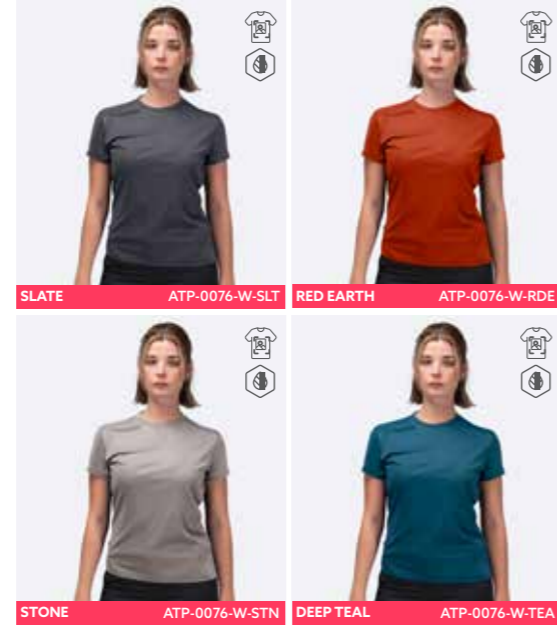 SLATE ATP-0076-W-SLT
RED EARTH ATP-0076-W-RDE
STONE ATP-0076-W-STN
DEEP TEAL ATP-0076-W-TEA